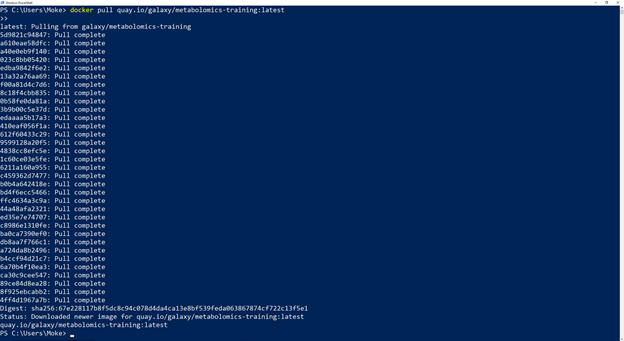 Windows PowerShell
PS C:\Users\Moke> docker pull quay.io/galaxy/metabolomics-training:latest
>>
latest: Pulling from galaxy/metabolomics-training
5d9821c94847: Pull complete
a610eae58dfc: Pull complete
a40e0eb9f140: Pull complete
023c8bb05420: Pull complete
edba9842f6e2: Pull complete
13a32a76aa69: Pull complete
f00a81d4c7d6: Pull complete
8c18f4cbb835: Pull complete
0b58fe0da81a: Pull complete
3b9b00c5e37d: Pull complete
edaaaa5b17a3: Pull complete
410eaf056f1a: Pull complete
612f60433c29: Pull complete
9599128a20f5: Pull complete
4838cc8efc5e: Pull complete
1c60ce03e5fe: Pull complete
6211a160a955: Pull complete
c459362d7477: Pull complete
b0b4a642418e: Pull complete
bd4f6ecc5466: Pull complete
ffc4634a3c9a: Pull complete
44a48afa2321: Pull complete
ed35e7e74707: Pull complete
c8986e1310fe: Pull complete
ba0ca7390ef0: Pull complete
db8aa7f766c1: Pull complete
a724da8b2496: Pull complete
b4ccf94d21c7: Pull complete
6a70b4f10ea3: Pull complete
ca30c9cee547: Pull complete
89ce84d8ea28: Pull complete
8f925ebcabb2: Pull complete
4ff4d1967a7b: Pull complete
Digest: sha256:67e228117b8f5dc8c94c078d4da4ca13e8bf539feda063867874cf722c13f5e1
Status: Downloaded newer image for quay.io/galaxy/metabolomics-training:latest
quay.io/galaxy/metabolomics-training:latest
PS C:\Users\Moke>